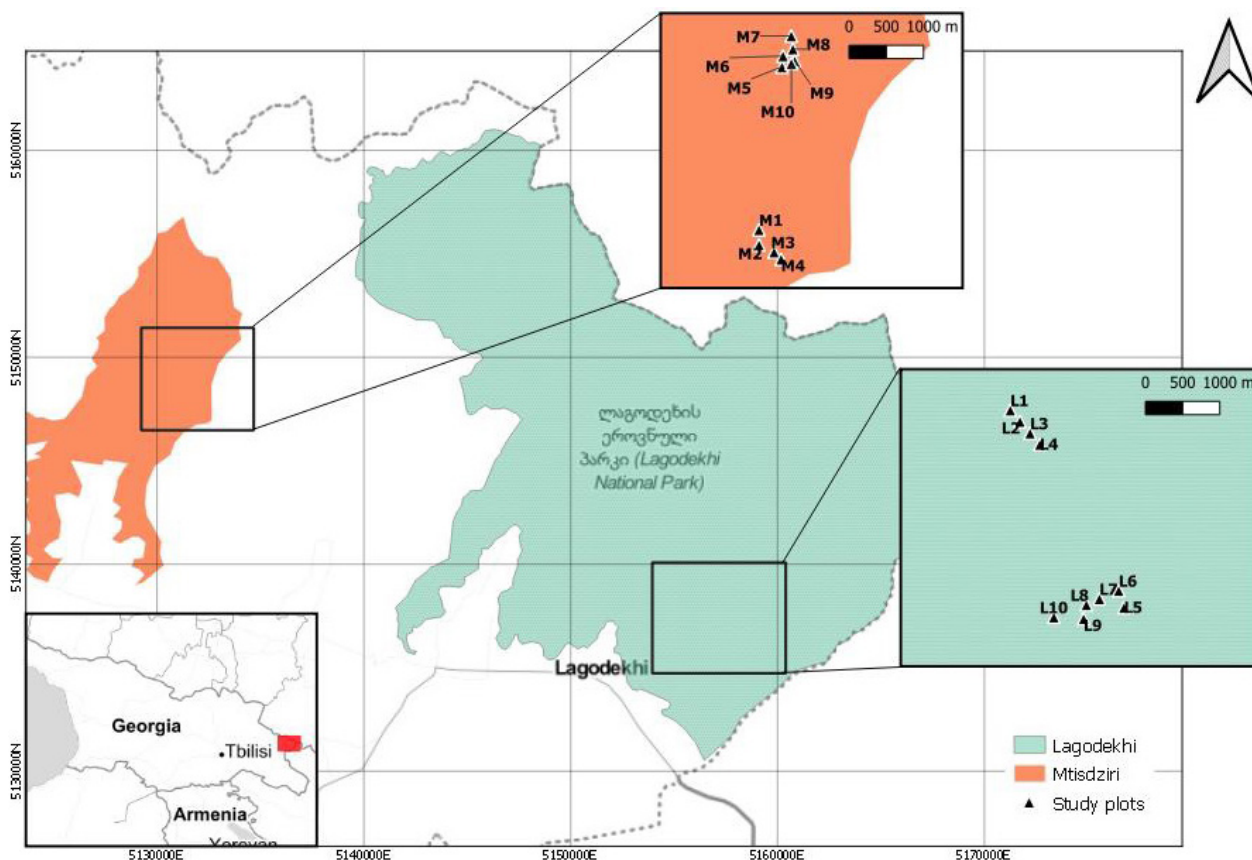 0 500 1000 m
M7
M8
M6
M5
M9
M10
M1
M3
M2
M4
5160000N
5150000N
5140000N
5130000N
ლაგოდეხის
ეროვნული
პარკი (Lagodekhi
National Park)
0 500 1000 m
L1
L2
L3
L4
L6
L7
L8
L5
L10
L9
Lagodekhi
Georgia
Tbilisi
Armenia
Yerevan
Lagodekhi
Mtisdziri
Study plots
5130000E
5140000E
5150000E
5160000E
5170000E